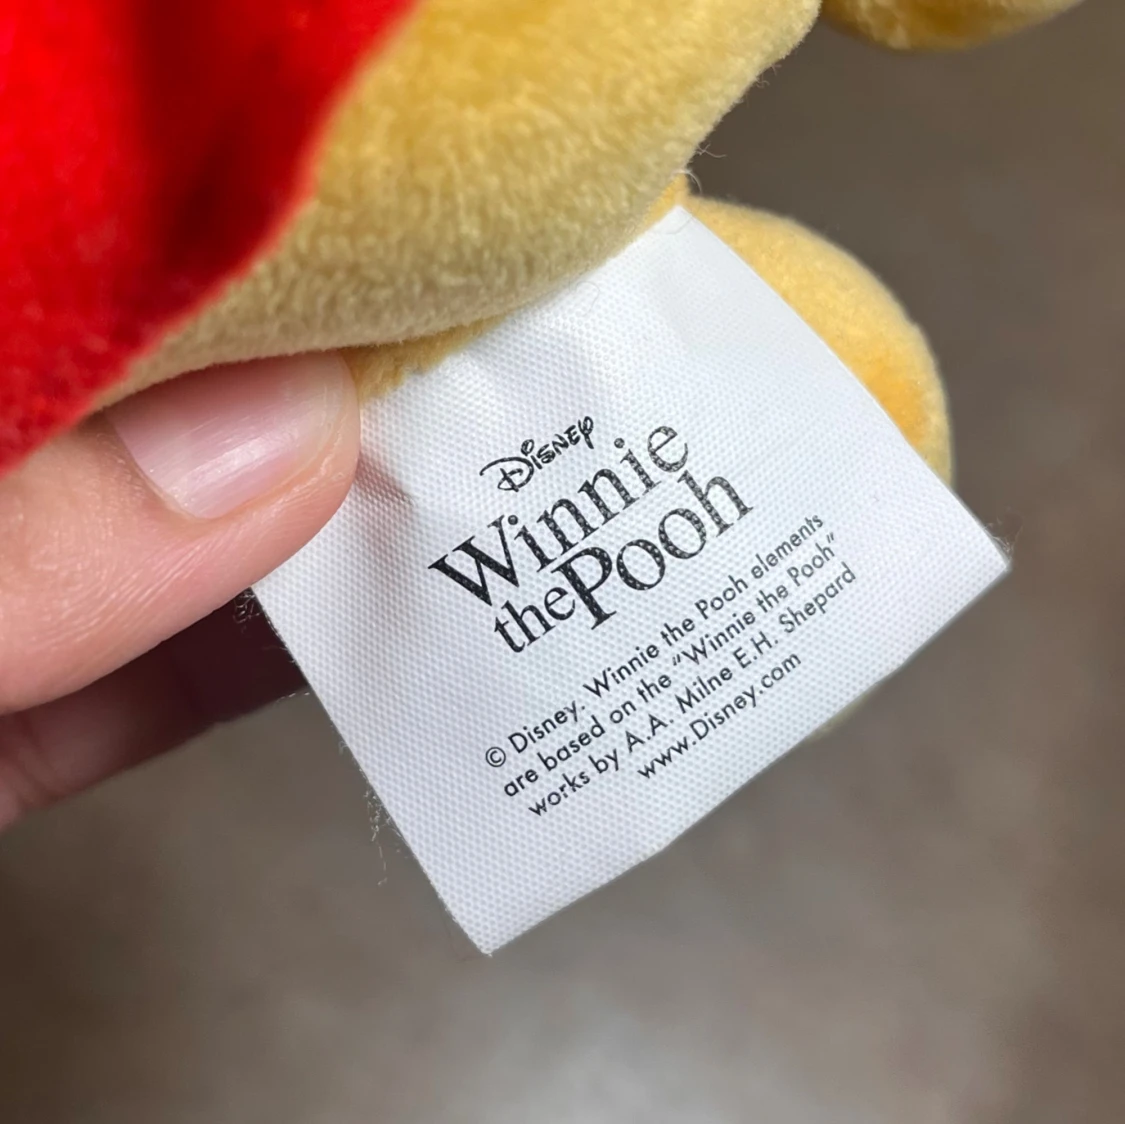 Disney
Winnie
the Pooh
© Disney. Winnie the Pooh elements
are based on the "Winnie the Pooh"
works by A.A. Milne E.H. Shepard
www.Disney.com